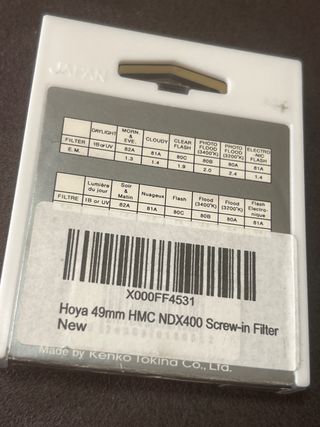 JAPAN
DAYLIGHT MORN. & EVE. CLOUDY CLEAR FLASH PHOTO FLOOD (3400°K) PHOTO FLOOD (3200°K) ELECTRO NIC FLASH
FILTER 1B or UV 82A 81A 80C 80B 80A 81A
E.M. 1.3 1.4 1.9 2.0 2.4 1.4
Lumière du jour Soir & Matin Nuageux Flash Flood (3400°K) Flood (3200°K) Flash Electronique
FILTRE 1B or UV 82A 81A 80C 80B 80A 81A
X000FF4531
Hoya 49mm HMC NDX400 Screw-in Filter
New
Made by Kenko Tokina Co., Ltd.